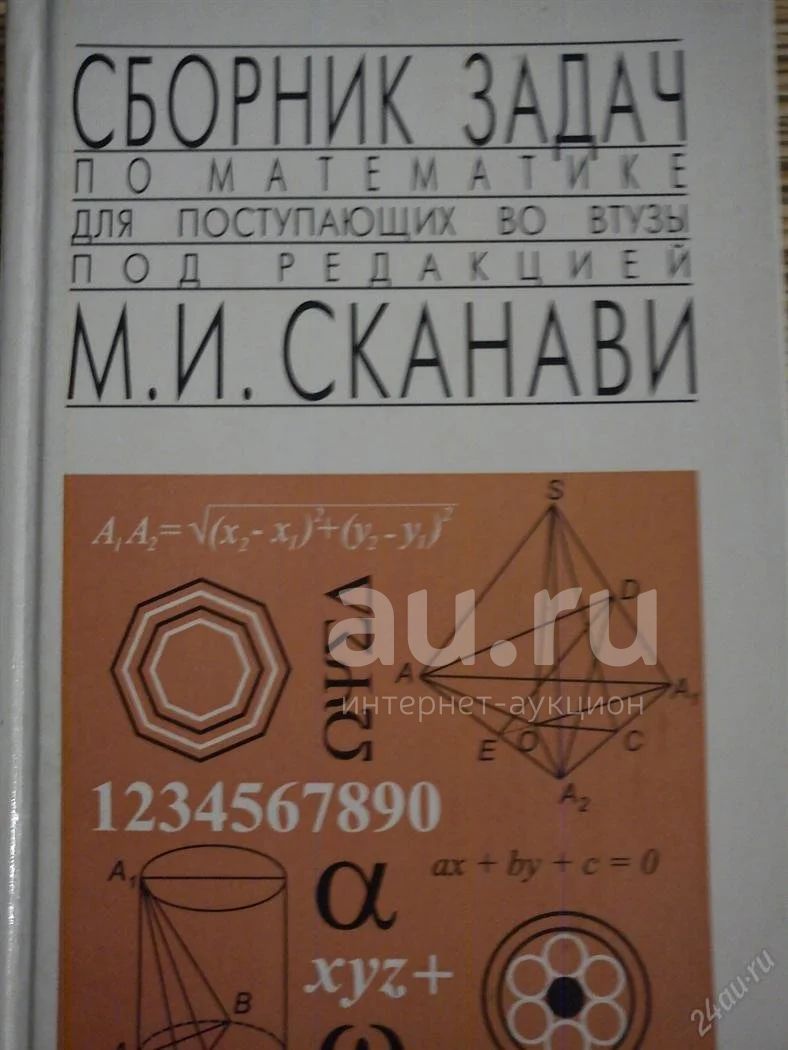 СБОРНИК ЗАДАЧ
ПО МАТЕМАТИКЕ
ДЛЯ ПОСТУПАЮЩИХ ВО ВТУЗЫ
ПОД РЕДАКЦИЕЙ
М.И. СКАНАВИ
A₁A₂=√(x₂-x₁)²+(y₂-y₁)²
S
D
au.ru
A
A₁
интернет-аукцион
E
O
C
A₂
1234567890
ax + by + c = 0
A₁
α
xyz+
B
24au.ru